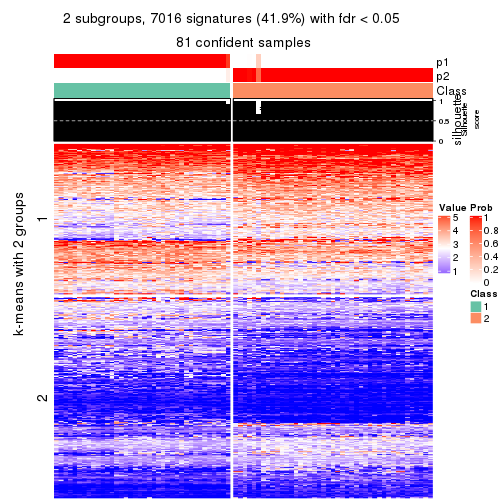 2 subgroups, 7016 signatures (41.9%) with fdr < 0.05
81 confident samples
p1
p2
Class
silhouette
Silhouette
score
1
0.5
0
k-means with 2 groups
1
2
Value
5
4
3
2
1
Prob
1
0.8
0.6
0.4
0.2
0
Class
1
2